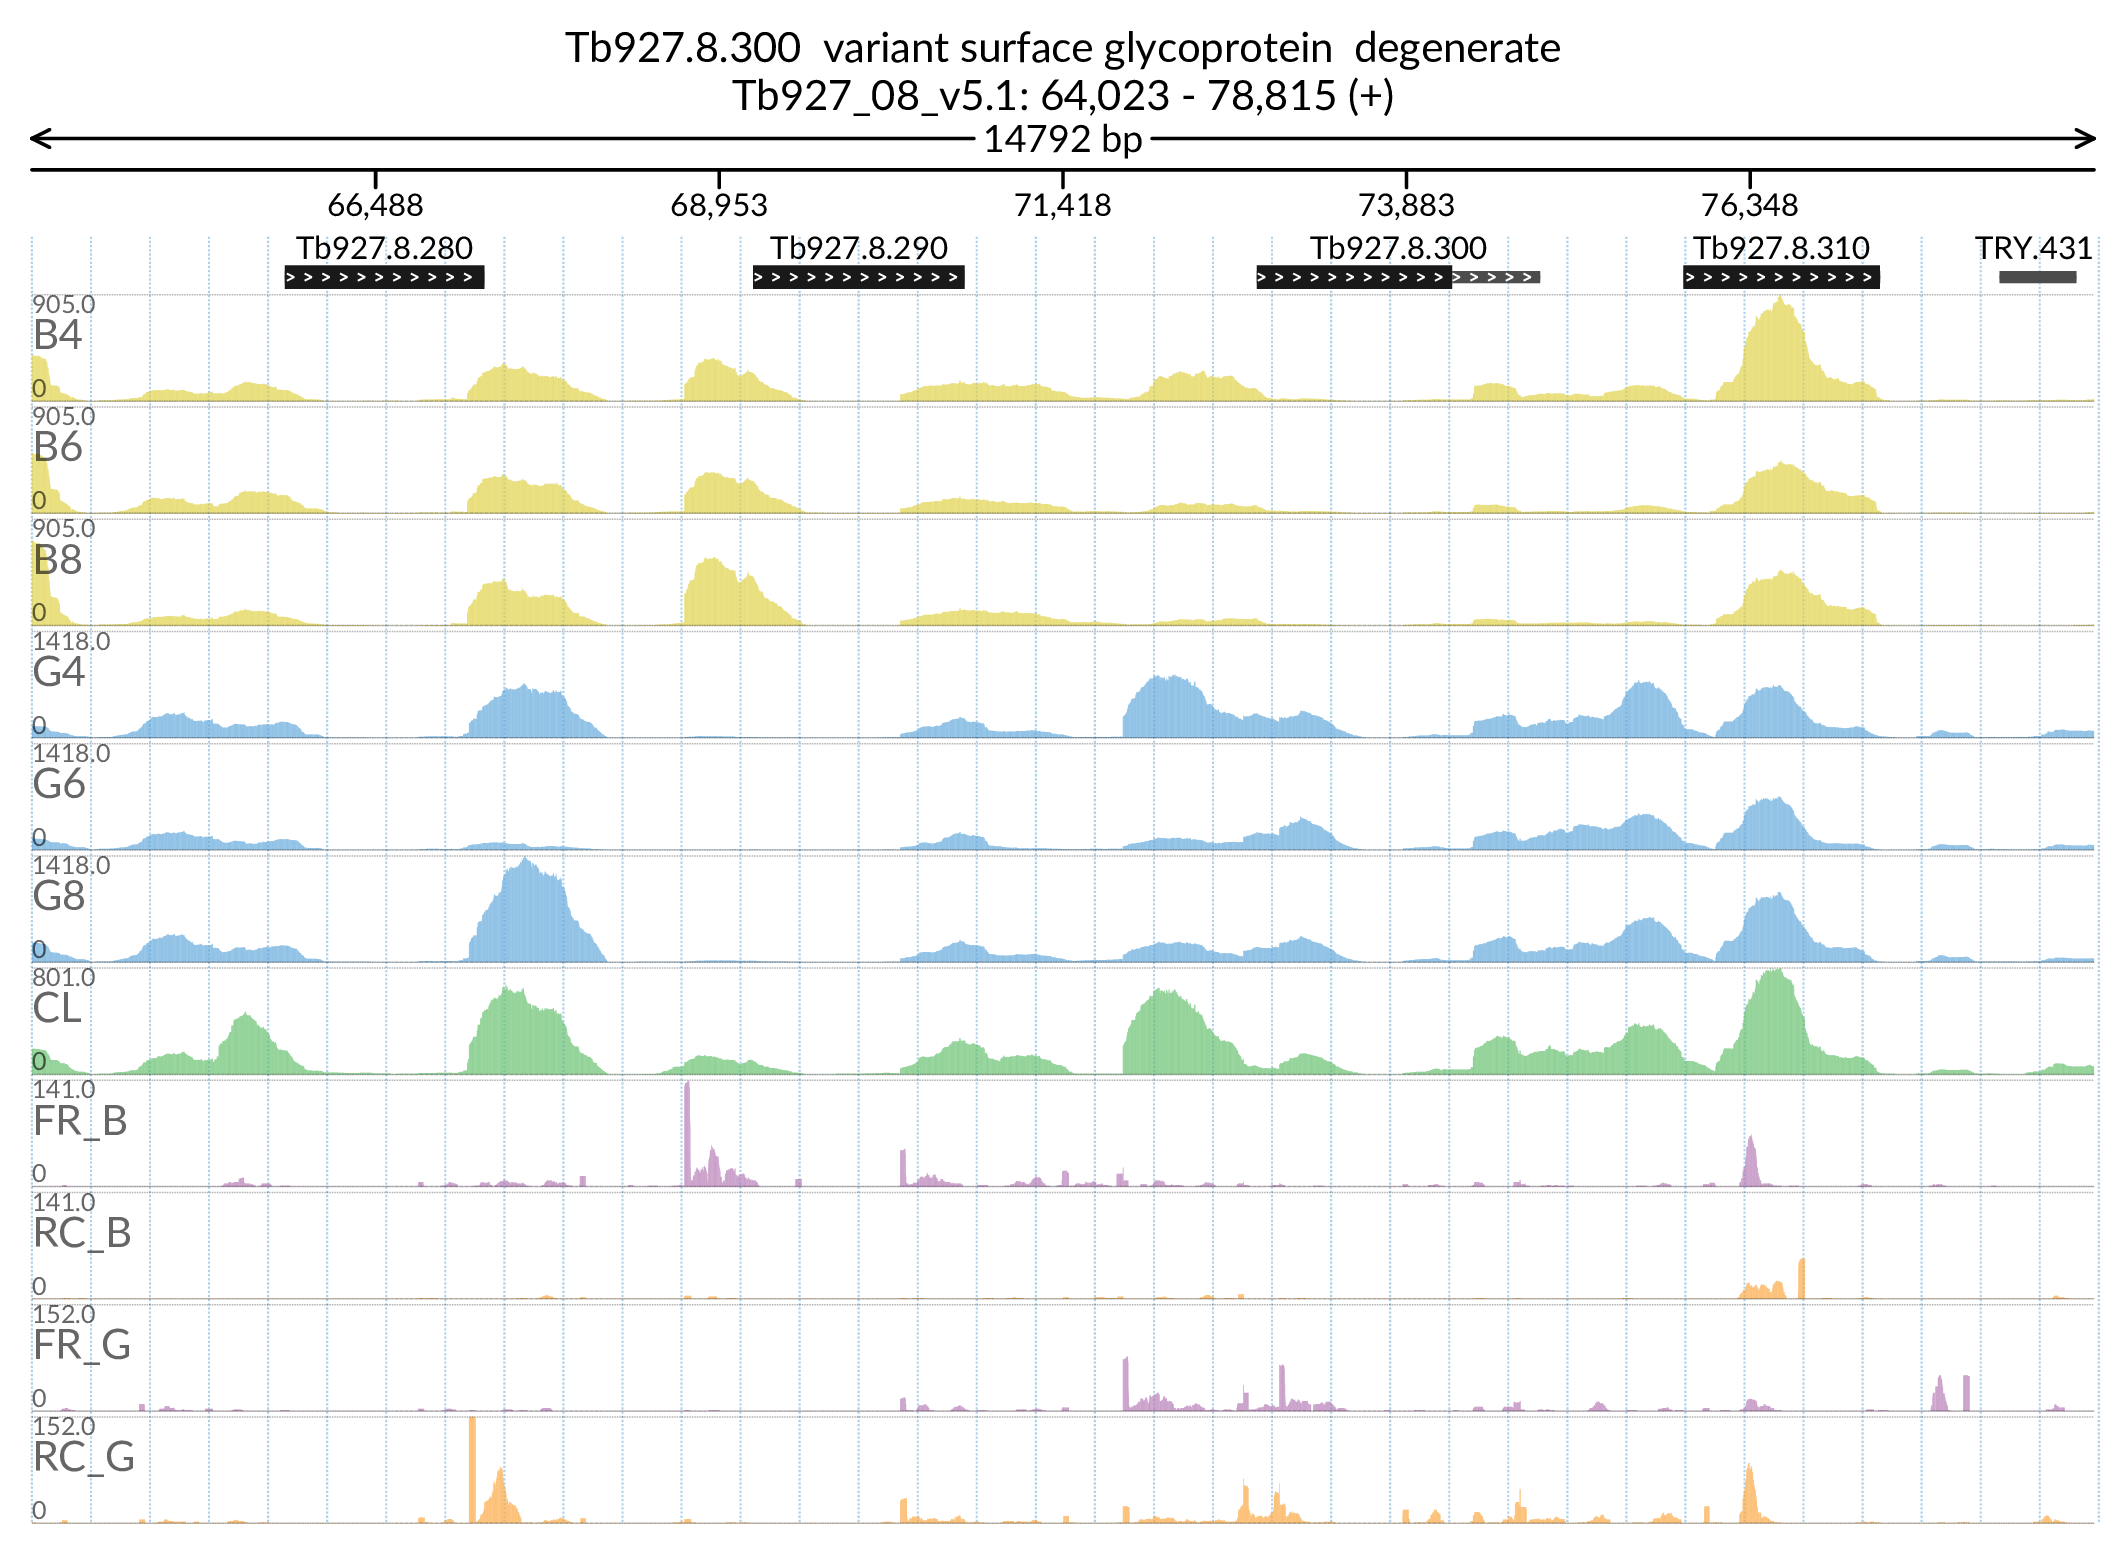 Tb927.8.300  variant surface glycoprotein  degenerate
Tb927_08_v5.1: 64,023 - 78,815 (+)
14792 bp
66,488 68,953 71,418 73,883 76,348
Tb927.8.280 Tb927.8.290 Tb927.8.300 Tb927.8.310 TRY.431
905.0
B4
0
905.0
B6
0
905.0
B8
0
1418.0
G4
0
1418.0
G6
0
1418.0
G8
0
801.0
CL
0
141.0
FR_B
0
141.0
RC_B
0
152.0
FR_G
0
152.0
RC_G
0